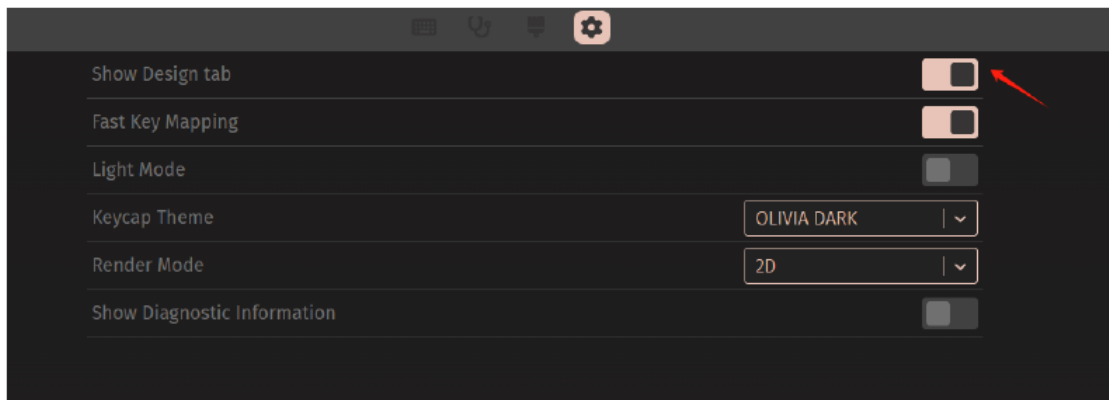 Show Design tab
Fast Key Mapping
Light Mode
Keycap Theme
OLIVIA DARK
Render Mode
2D
Show Diagnostic Information